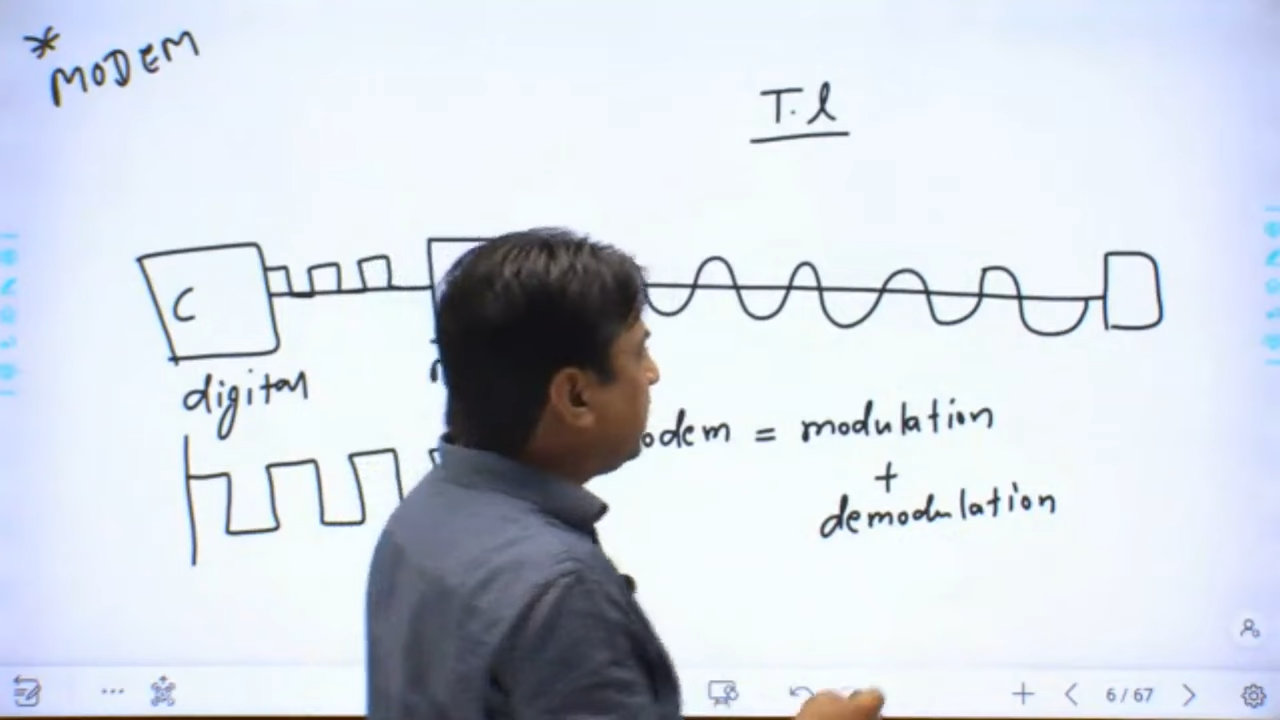 * MODEM
T.l
C
digital
odem = modulation
+
demodulation
6 / 67